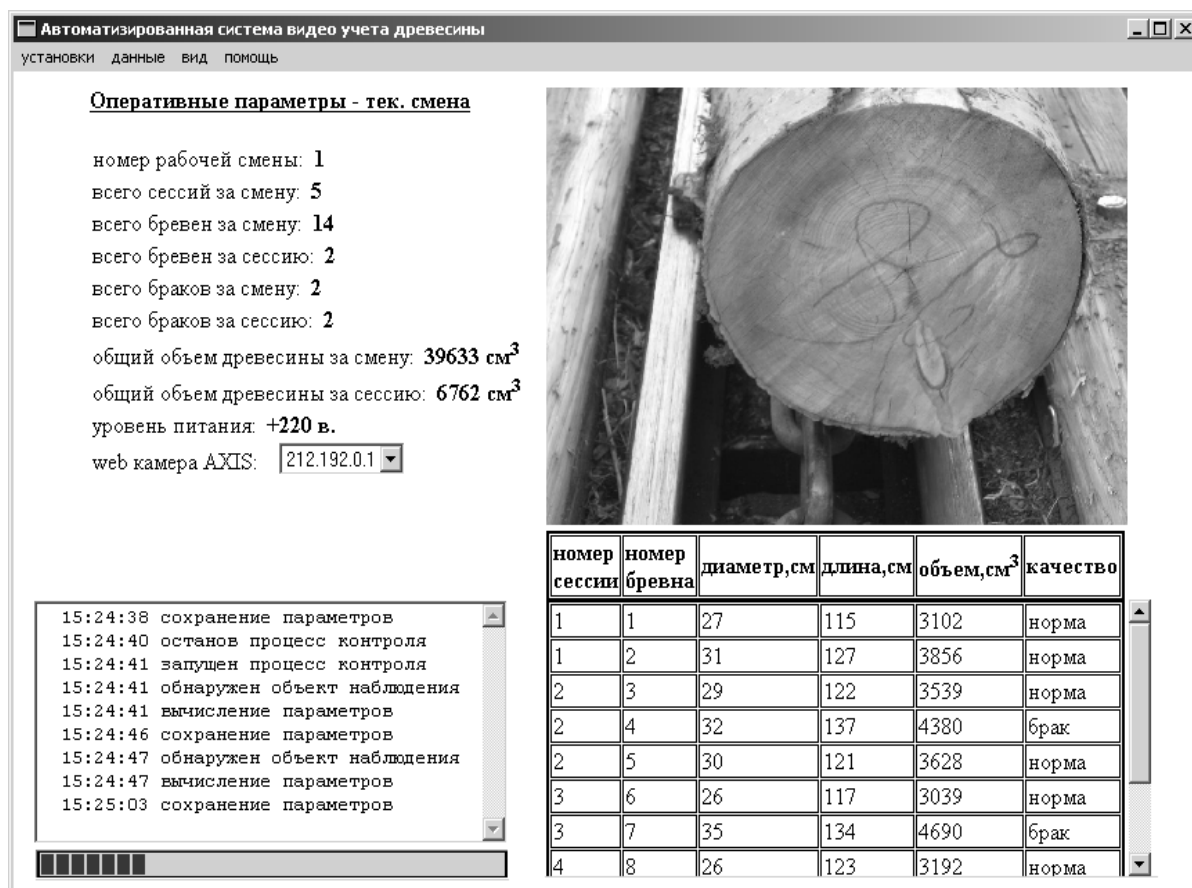 Автоматизированная система видео учета древесины
установки данные вид помощь
Оперативные параметры - тек. смена
номер рабочей смены: 1
всего сессий за смену: 5
всего бревен за смену: 14
всего бревен за сессию: 2
всего браков за смену: 2
всего браков за сессию: 2
общий объем древесины за смену: 39633 см³
общий объем древесины за сессию: 6762 см³
уровень питания: +220 в.
web камера AXIS: 212.192.0.1
15:24:38 сохранение параметров
15:24:40 останов процесс контроля
15:24:41 запущен процесс контроля
15:24:41 обнаружен объект наблюдения
15:24:41 вычисление параметров
15:24:46 сохранение параметров
15:24:47 обнаружен объект наблюдения
15:24:47 вычисление параметров
15:25:03 сохранение параметров
номер сессии номер бревна диаметр,см длина,см объем,см³ качество
1 1 27 115 3102 норма
1 2 31 127 3856 норма
2 3 29 122 3539 норма
2 4 32 137 4380 брак
2 5 30 121 3628 норма
3 6 26 117 3039 норма
3 7 35 134 4690 брак
4 8 26 123 3192 норма